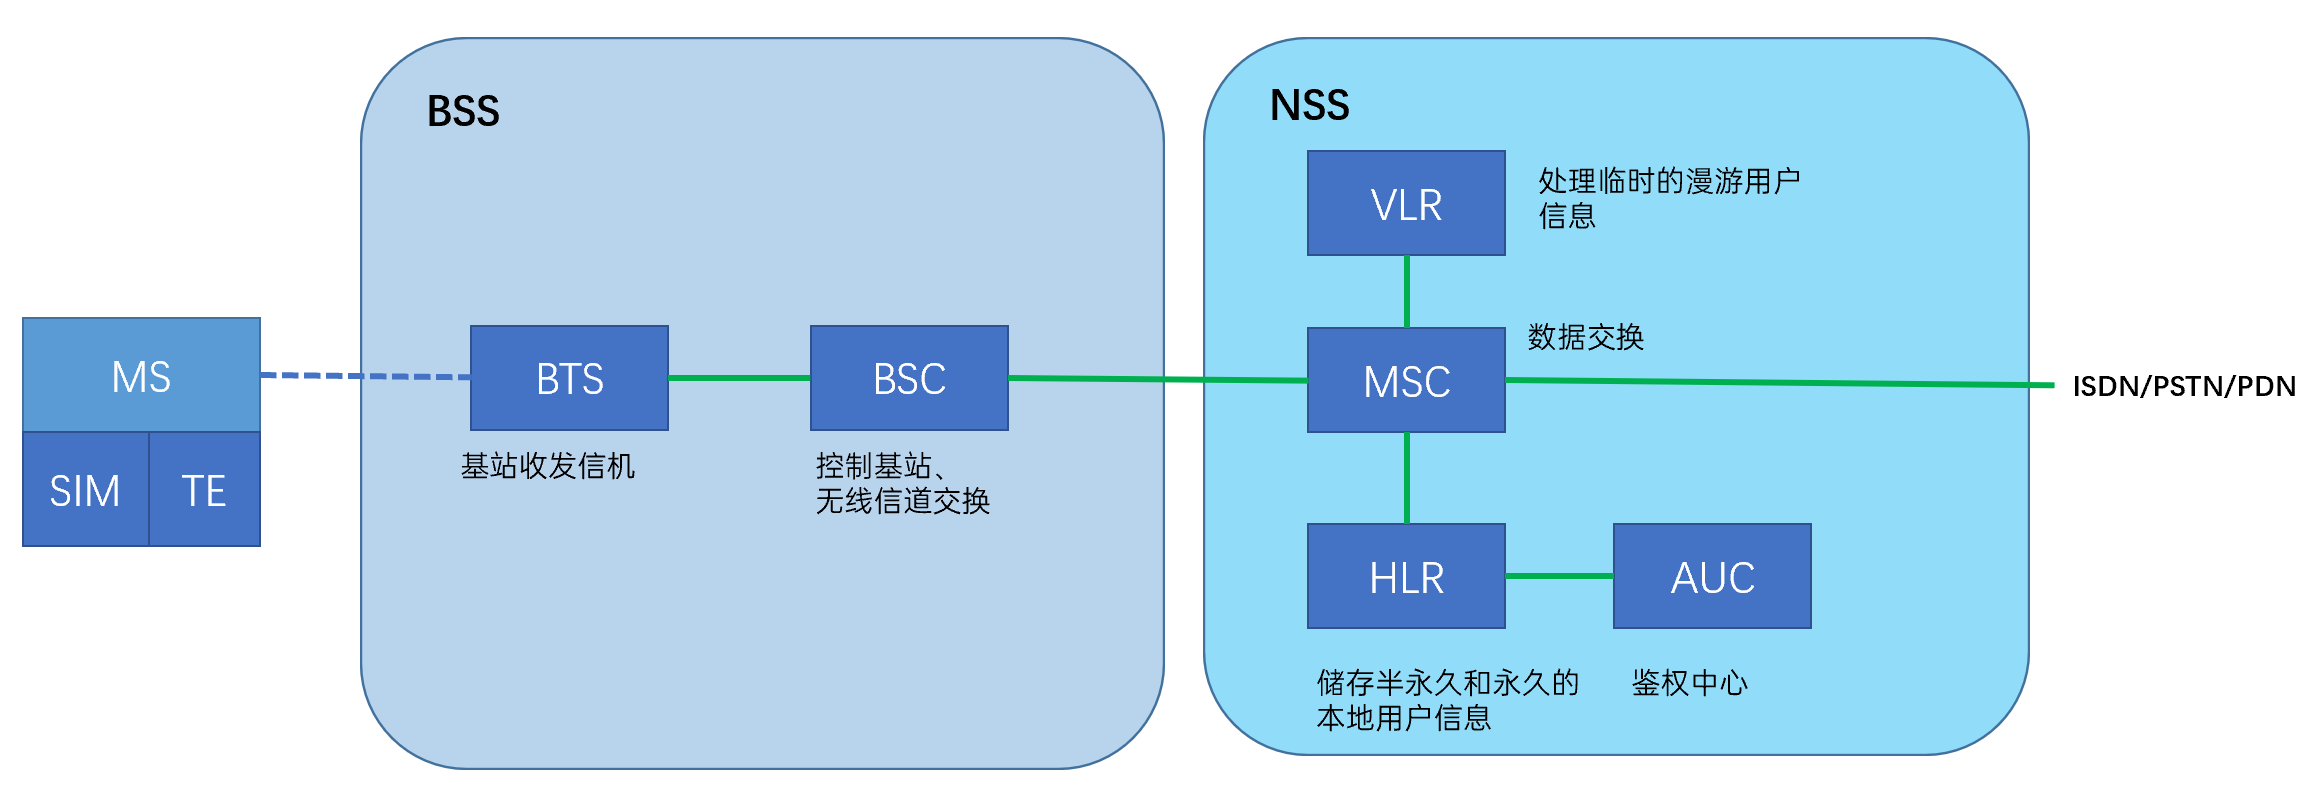 BSS
NSS
VLR
处理临时的漫游用户
信息
MS
SIM
TE
BTS
基站收发信机
BSC
控制基站、
无线信道交换
MSC
数据交换
ISDN/PSTN/PDN
HLR
储存半永久和永久的
本地用户信息
AUC
鉴权中心